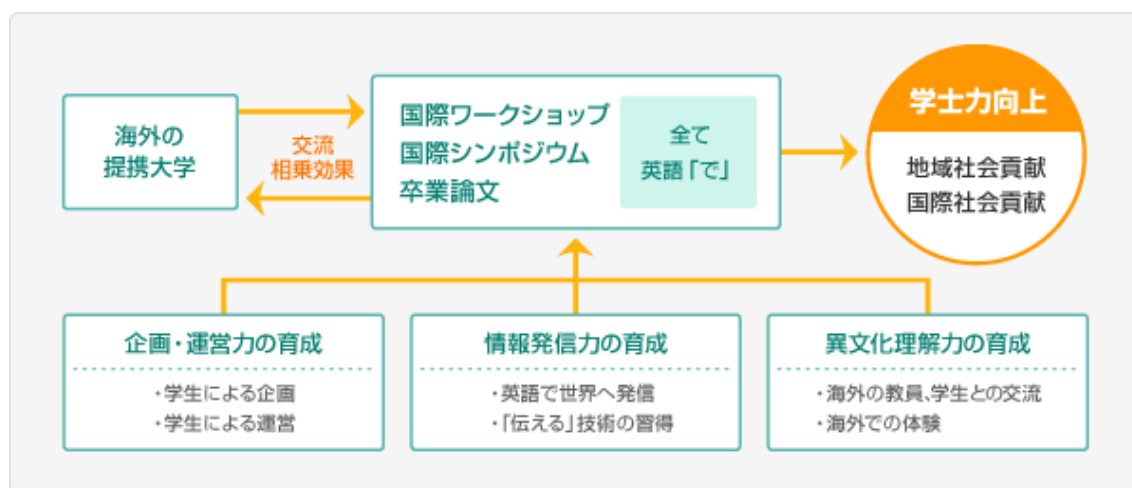 海外の
提携大学
交流
相乗効果
国際ワークショップ
国際シンポジウム
卒業論文
全て
英語「で」
学士力向上
地域社会貢献
国際社会貢献
企画・運営力の育成
・学生による企画
・学生による運営
情報発信力の育成
・英語で世界へ発信
・「伝える」技術の習得
異文化理解力の育成
・海外の教員、学生との交流
・海外での体験